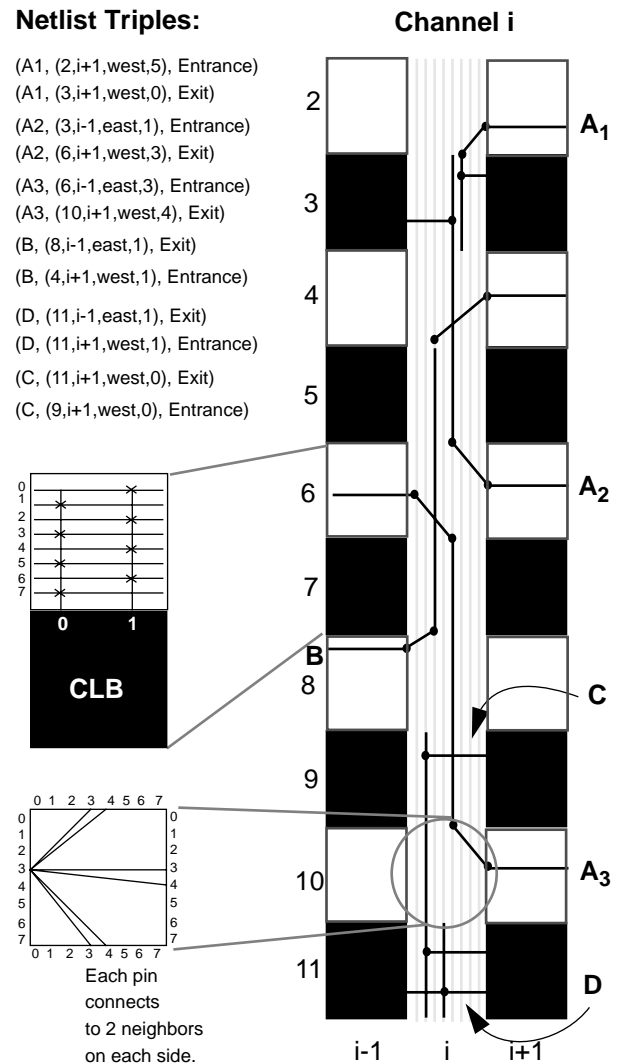 Netlist Triples:
(A1, (2,i+1,west,5), Entrance)
(A1, (3,i+1,west,0), Exit)
(A2, (3,i-1,east,1), Entrance)
(A2, (6,i+1,west,3), Exit)
(A3, (6,i-1,east,3), Entrance)
(A3, (10,i+1,west,4), Exit)
(B, (8,i-1,east,1), Exit)
(B, (4,i+1,west,1), Entrance)
(D, (11,i-1,east,1), Exit)
(D, (11,i+1,west,1), Entrance)
(C, (11,i+1,west,0), Exit)
(C, (9,i+1,west,0), Entrance)
0
1
2
3
4
5
6
7
0 1
CLB
0 1 2 3 4 5 6 7
0 0
1 1
2 2
3 3
4 4
5 5
6 6
7 7
0 1 2 3 4 5 6 7
Each pin
connects
to 2 neighbors
on each side.
Channel i
2
A1
3
4
5
6
A2
7
B
8
C
9
10
A3
11
D
i-1 i i+1